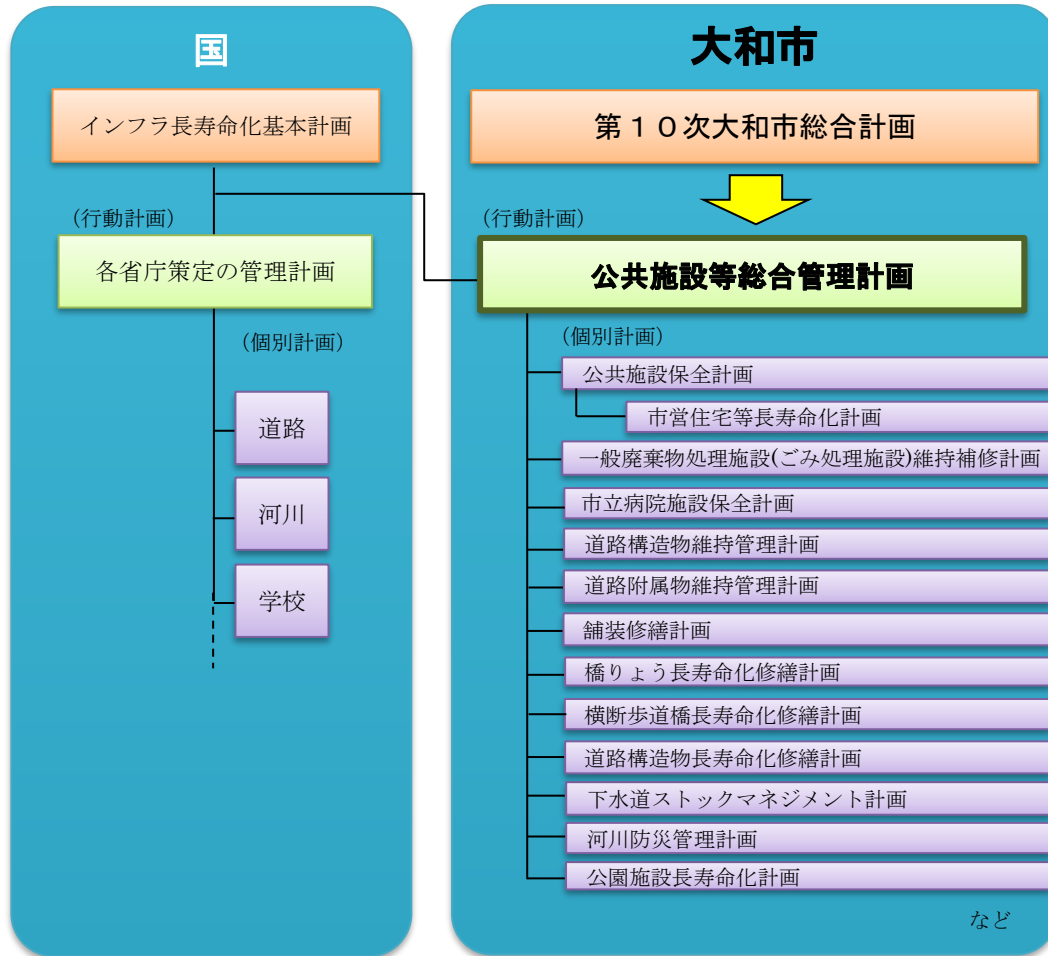 国
インフラ長寿命化基本計画
(行動計画)
各省庁策定の管理計画
(個別計画)
道路
河川
学校
大和市
第１０次大和市総合計画
(行動計画)
公共施設等総合管理計画
(個別計画)
公共施設保全計画
市営住宅等長寿命化計画
一般廃棄物処理施設(ごみ処理施設)維持補修計画
市立病院施設保全計画
道路構造物維持管理計画
道路附属物維持管理計画
舗装修繕計画
橋りょう長寿命化修繕計画
横断歩道橋長寿命化修繕計画
道路構造物長寿命化修繕計画
下水道ストックマネジメント計画
河川防災管理計画
公園施設長寿命化計画
など